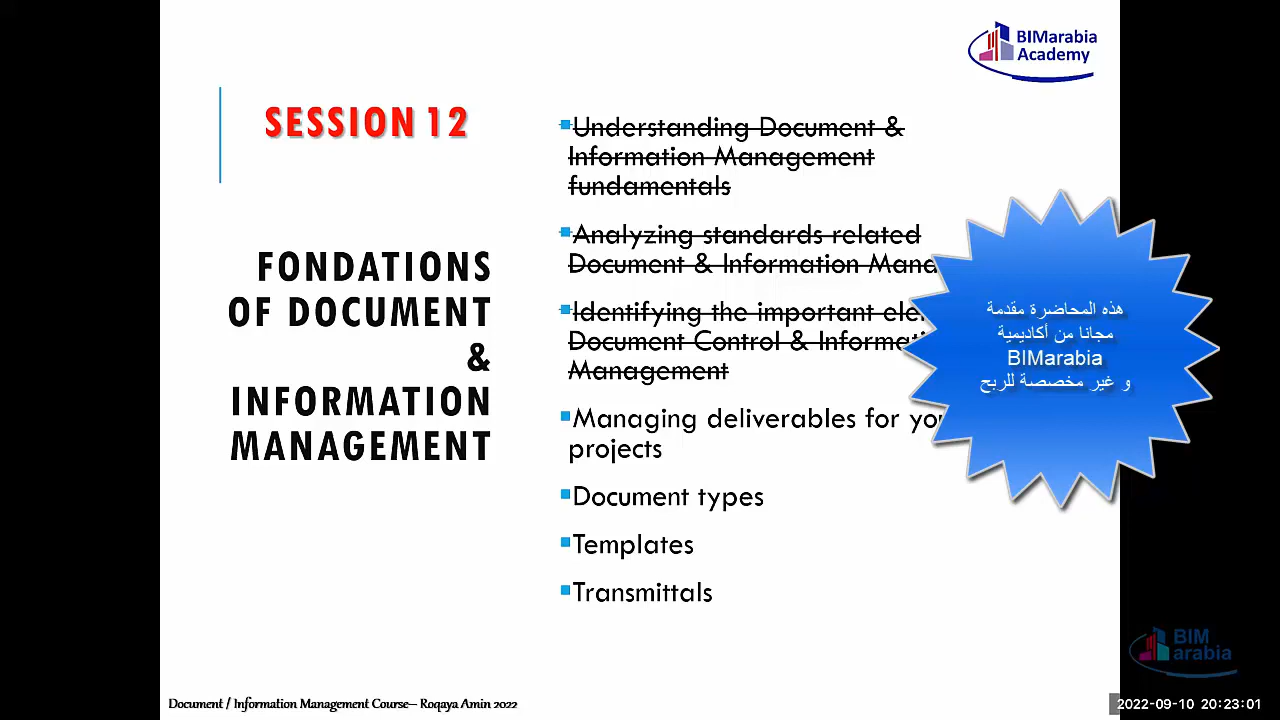 BIMarabia
Academy
SESSION 12
FONDATIONS
OF DOCUMENT
&
INFORMATION
MANAGEMENT
Understanding Document &
Information Management
fundamentals
Analyzing standards related
Document & Information
Identifying the important
Document Control &
Management
Managing deliverables for
projects
Document types
Templates
Transmittals
هذه المحاضرة مقدمة
مجانا من أكاديمية
BIMarabia
و غير مخصصة للربح
BIM
arabia
Document / Information Management Course– Roqaya Amin 2022
2022-09-10 20:23:01